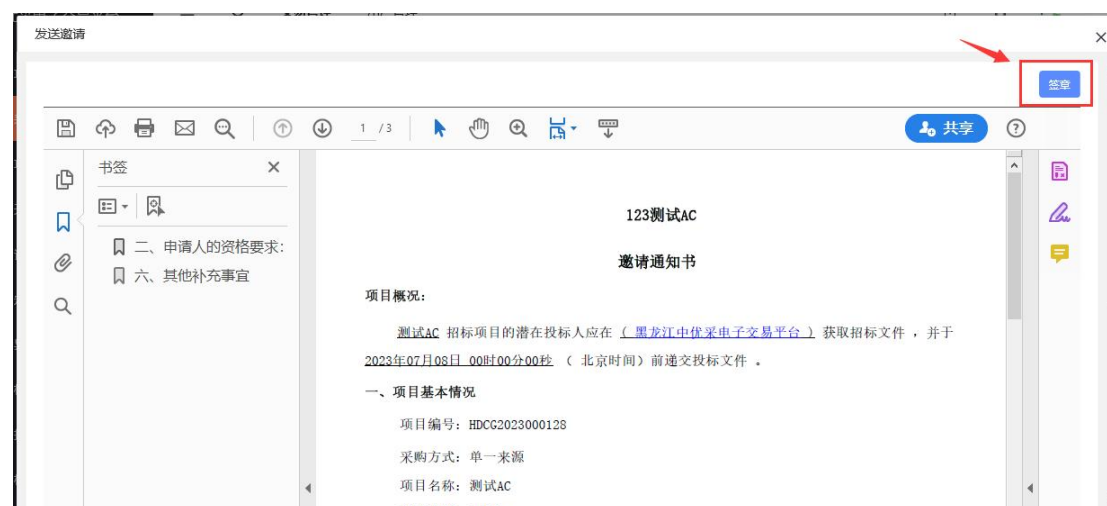 发送邀请
签章
1 /3
共享
书签
二、申请人的资格要求:
六、其他补充事宜
123测试AC
邀请通知书
项目概况:
测试AC 招标项目的潜在投标人应在 ( 黑龙江中优采电子交易平台 ) 获取招标文件 ,并于
2023年07月08日 00时00分00秒 ( 北京时间) 前递交投标文件 。
一、项目基本情况
项目编号: HDCG2023000128
采购方式: 单一来源
项目名称: 测试AC